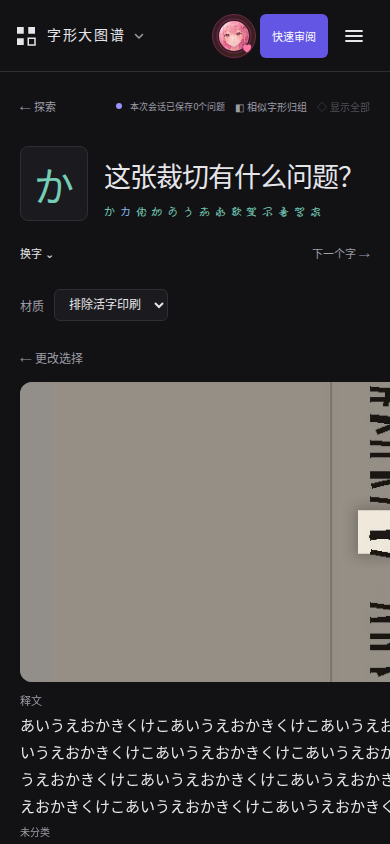 字形大图谱
快速审阅
← 探索
本次会话已保存0个问题
相似形归组
显示全部
か
这张裁切有什么问题?
换字
下一个字 →
材质
排除活字印刷
← 更改选择
释文
あいうえおかきくけこあいうえおかきくけこあいうえお
いうえおかきくけこあいうえおかきくけこあいうえおか
うえおかきくけこあいうえおかきくけこあいうえおかき
えおかきくけこあいうえおかきくけこあいうえおかきく
未分类